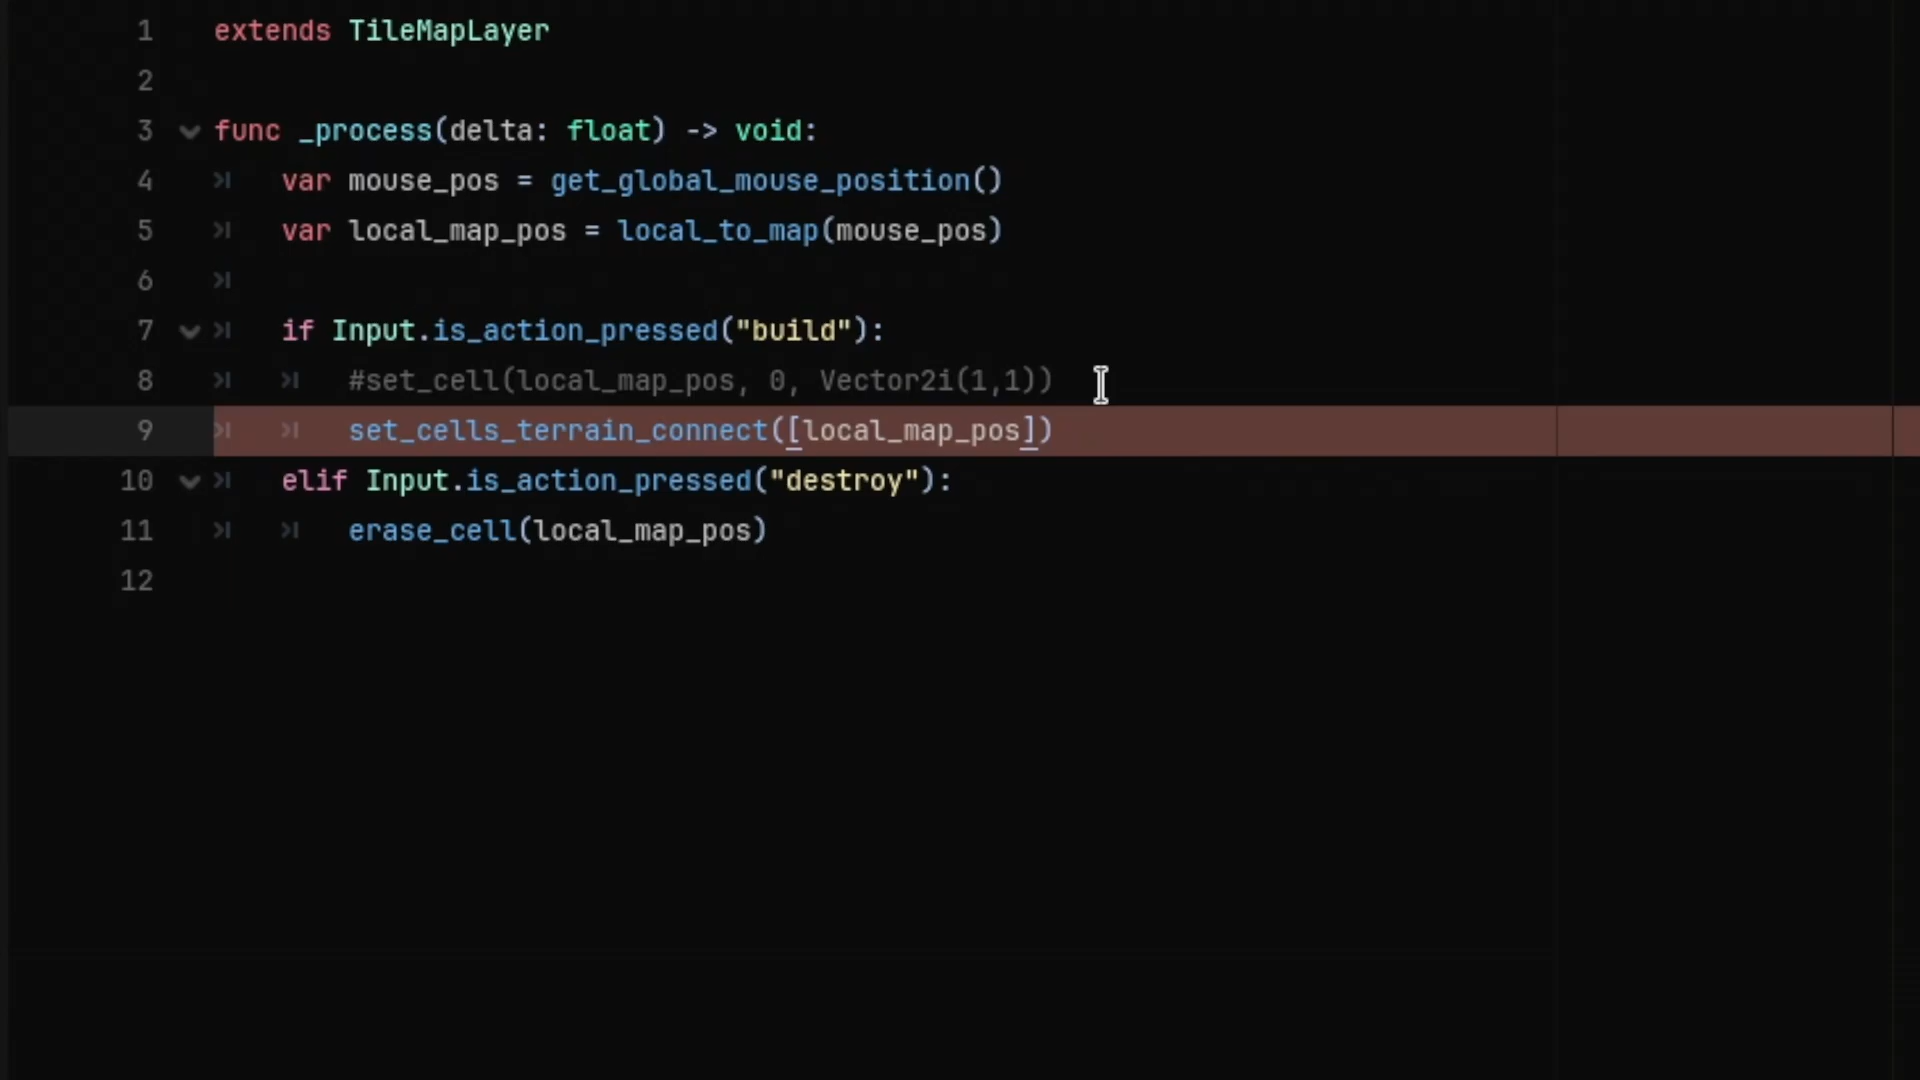 1 extends TileMapLayer
2
3 func _process(delta: float) -> void:
4 var mouse_pos = get_global_mouse_position()
5 var local_map_pos = local_to_map(mouse_pos)
6
7 if Input.is_action_pressed("build"):
8 #set_cell(local_map_pos, 0, Vector2i(1,1))
9 set_cells_terrain_connect([local_map_pos])
10 elif Input.is_action_pressed("destroy"):
11 erase_cell(local_map_pos)
12